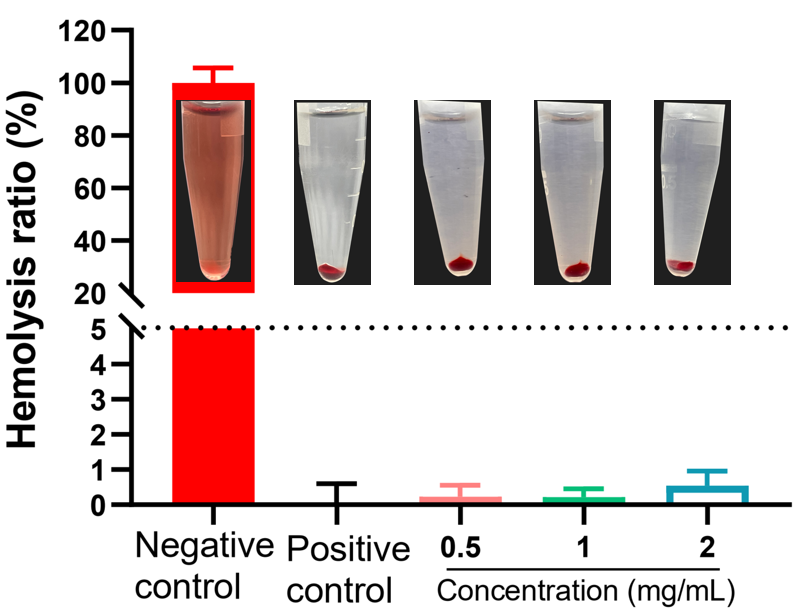 Hemolysis ratio (%)
120
100
80
60
40
20
5
4
3
2
1
0
Negative
control
Positive
control
0.5
1
2
Concentration (mg/mL)